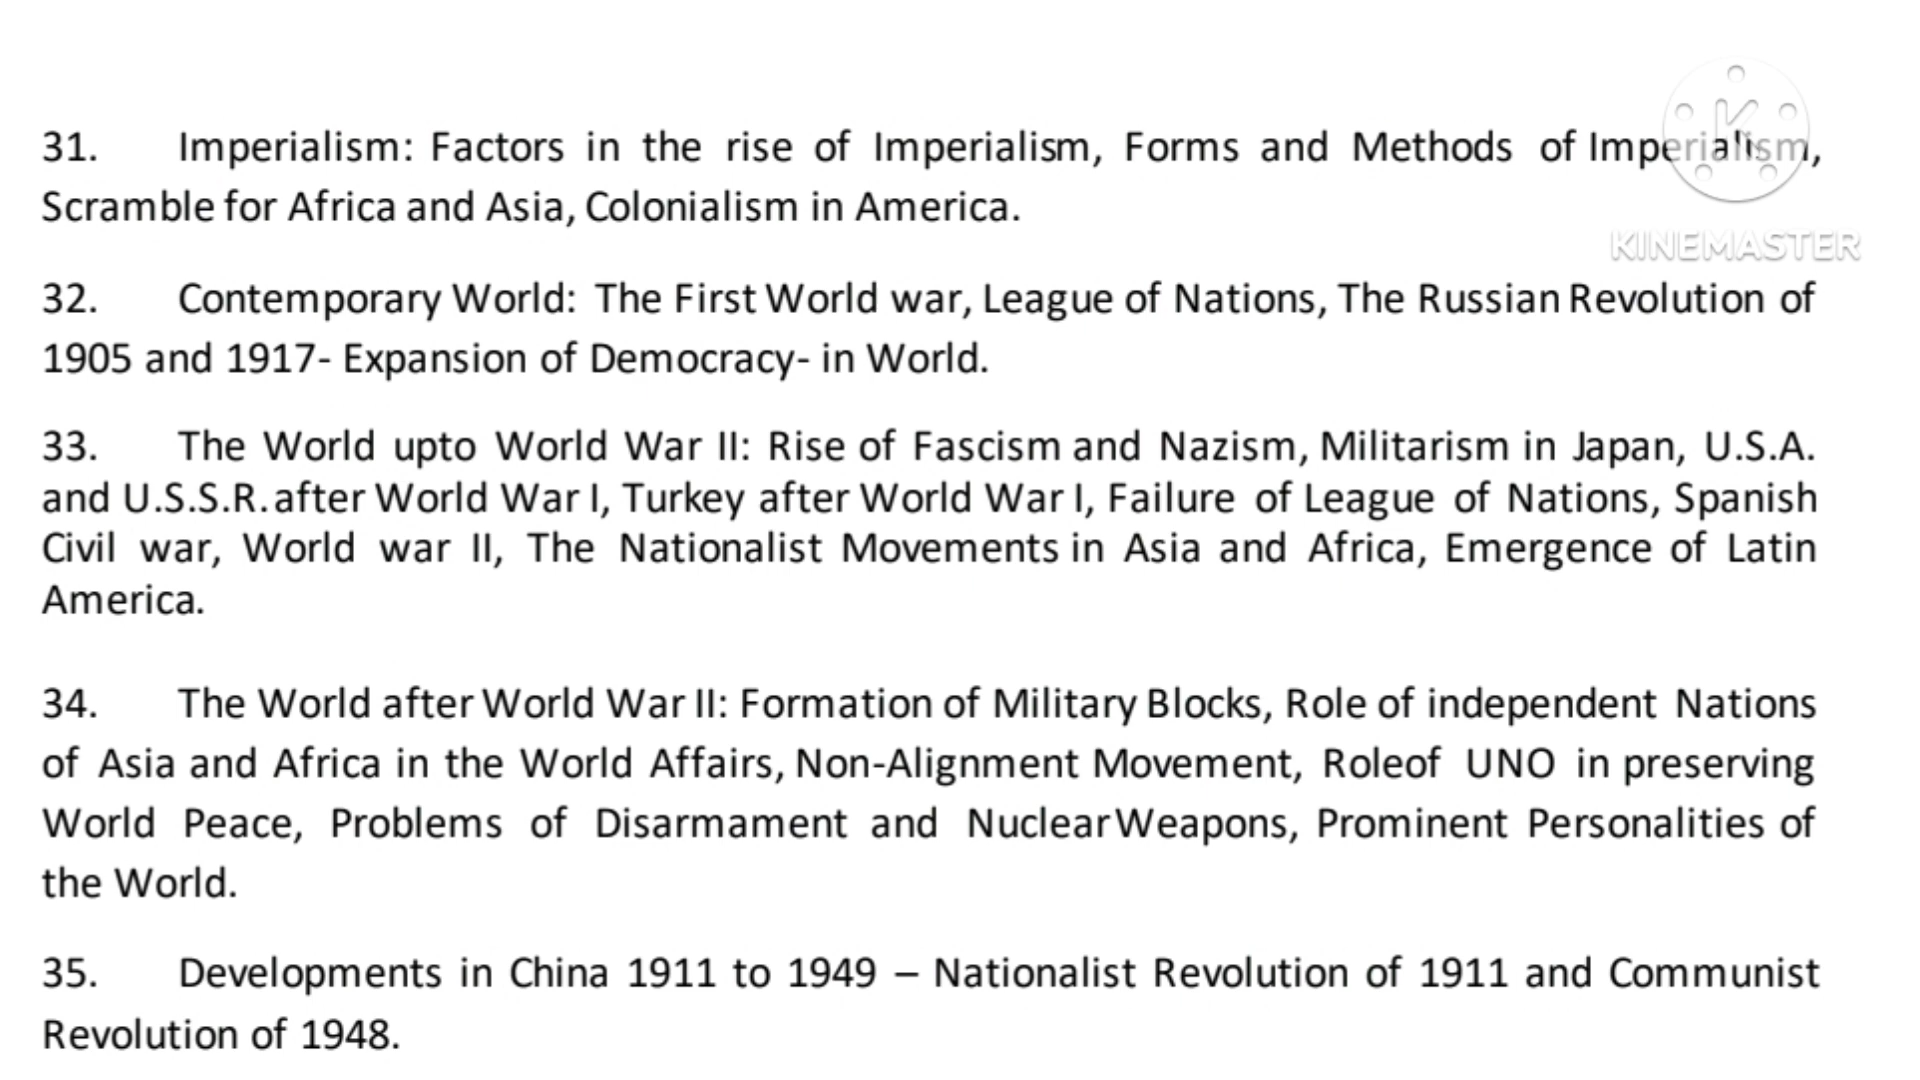 31. Imperialism: Factors in the rise of Imperialism, Forms and Methods of Imperialism,
Scramble for Africa and Asia, Colonialism in America.
KINEMASTER
32. Contemporary World: The First World war, League of Nations, The Russian Revolution of
1905 and 1917- Expansion of Democracy- in World.
33. The World upto World War II: Rise of Fascism and Nazism, Militarism in Japan, U.S.A.
and U.S.S.R. after World War I, Turkey after World War I, Failure of League of Nations, Spanish
Civil war, World war II, The Nationalist Movements in Asia and Africa, Emergence of Latin
America.
34. The World after World War II: Formation of Military Blocks, Role of independent Nations
of Asia and Africa in the World Affairs, Non-Alignment Movement, Roleof UNO in preserving
World Peace, Problems of Disarmament and Nuclear Weapons, Prominent Personalities of
the World.
35. Developments in China 1911 to 1949 – Nationalist Revolution of 1911 and Communist
Revolution of 1948.